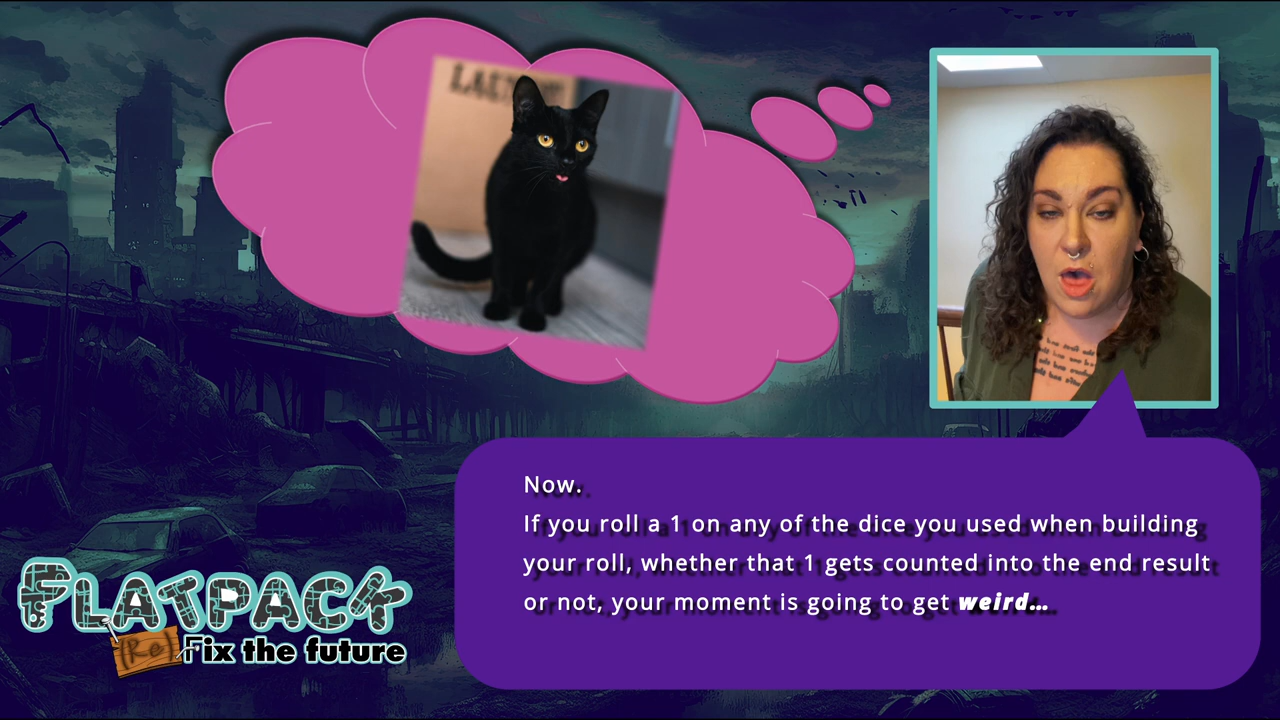 Now.
If you roll a 1 on any of the dice you used when building
your roll, whether that 1 gets counted into the end result
or not, your moment is going to get weird...
FLATPACK
(Re)Fix the future